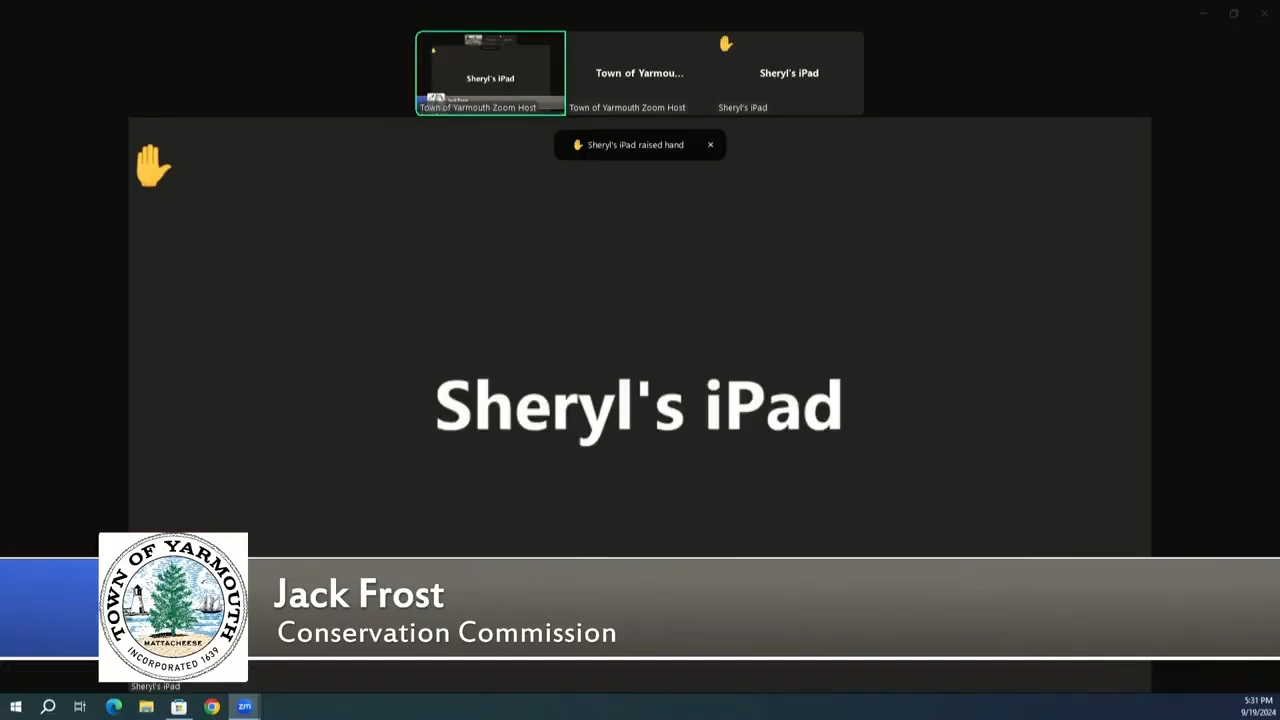 Sheryl's iPad
Town of Yarmouth Zoom Host
Town of Yarmou...
Town of Yarmouth Zoom Host
Sheryl's iPad
Sheryl's iPad
Sheryl's iPad raised hand
Sheryl's iPad
TOWN OF YARMOUTH
MATTACHEESE
INCORPORATED 1639
Jack Frost
Conservation Commission
Sheryl's iPad
zm
5:31 PM
9/19/2024